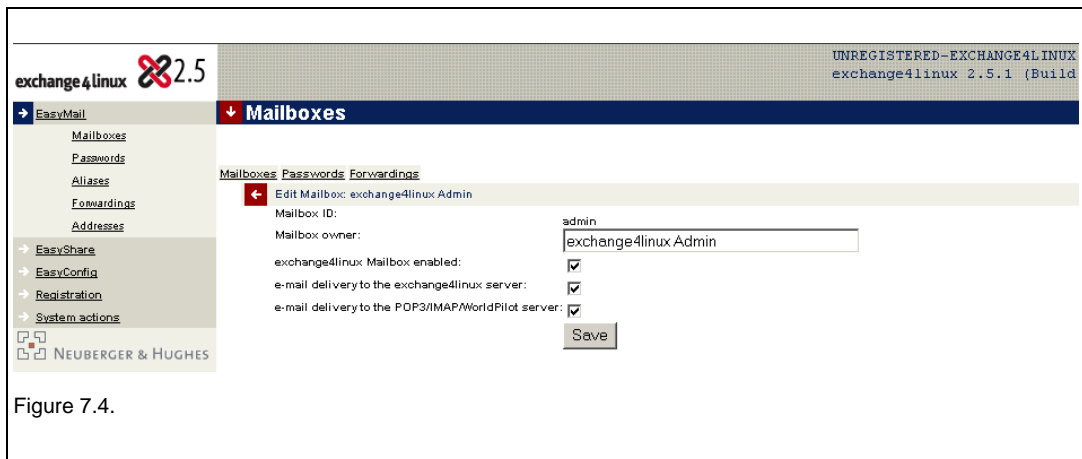 exchange4linux 2.5
UNREGISTERED-EXCHANGE4LINUX
exchange4linux 2.5.1 (Build
EasyMail
Mailboxes
Passwords
Aliases
Forwardings
Addresses
EasyShare
EasyConfig
Registration
System actions
NEUBERGER & HUGHES
Mailboxes
Mailboxes Passwords Forwardings
Edit Mailbox: exchange4linux Admin
Mailbox ID: admin
Mailbox owner: exchange4linux Admin
exchange4linux Mailbox enabled:
e-mail delivery to the exchange4linux server:
e-mail delivery to the POP3/IMAP/WorldPilot server:
Save
Figure 7.4.